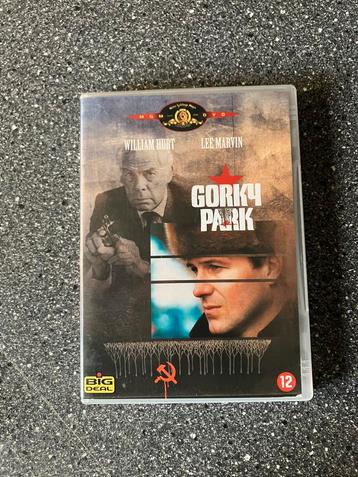 MGM DVD
WILLIAM HURT LEE MARVIN
GORKY
PARK
BiG
DEAL
12